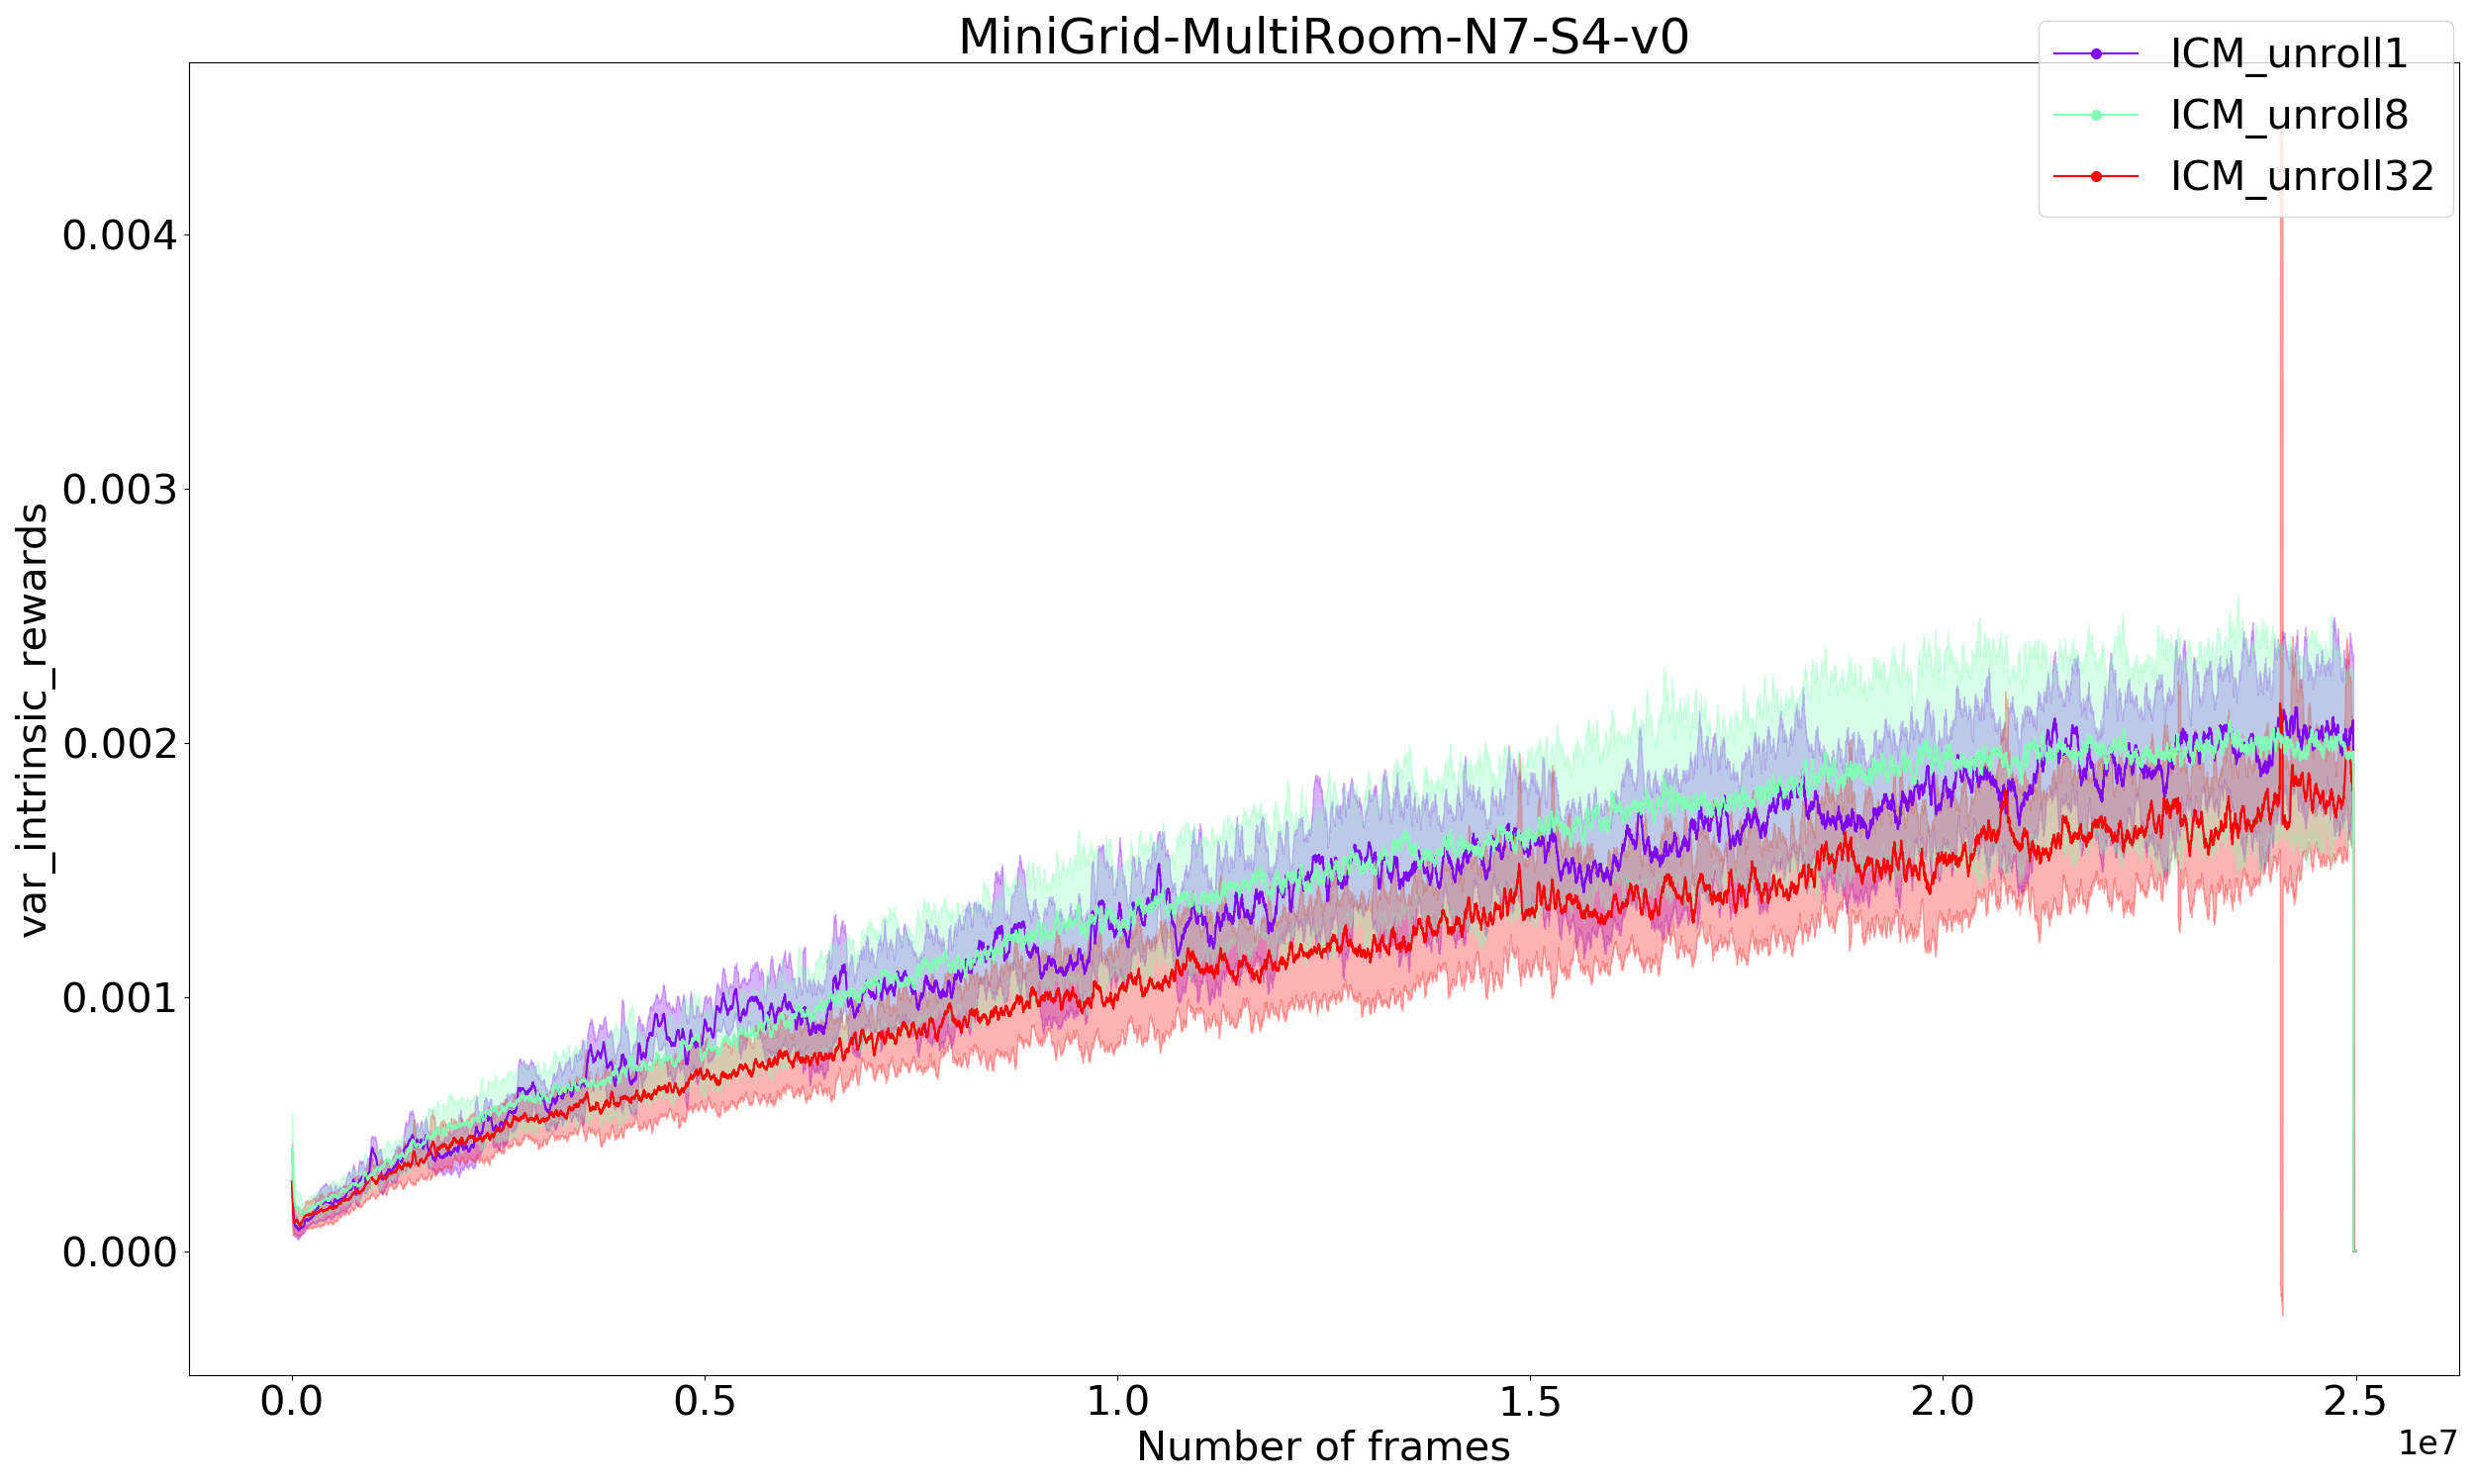 MiniGrid-MultiRoom-N7-S4-v0
ICM_unroll1
ICM_unroll8
ICM_unroll32
var_intrinsic_rewards
0.004
0.003
0.002
0.001
0.000
0.0 0.5 1.0 1.5 2.0 2.5
1e7
Number of frames